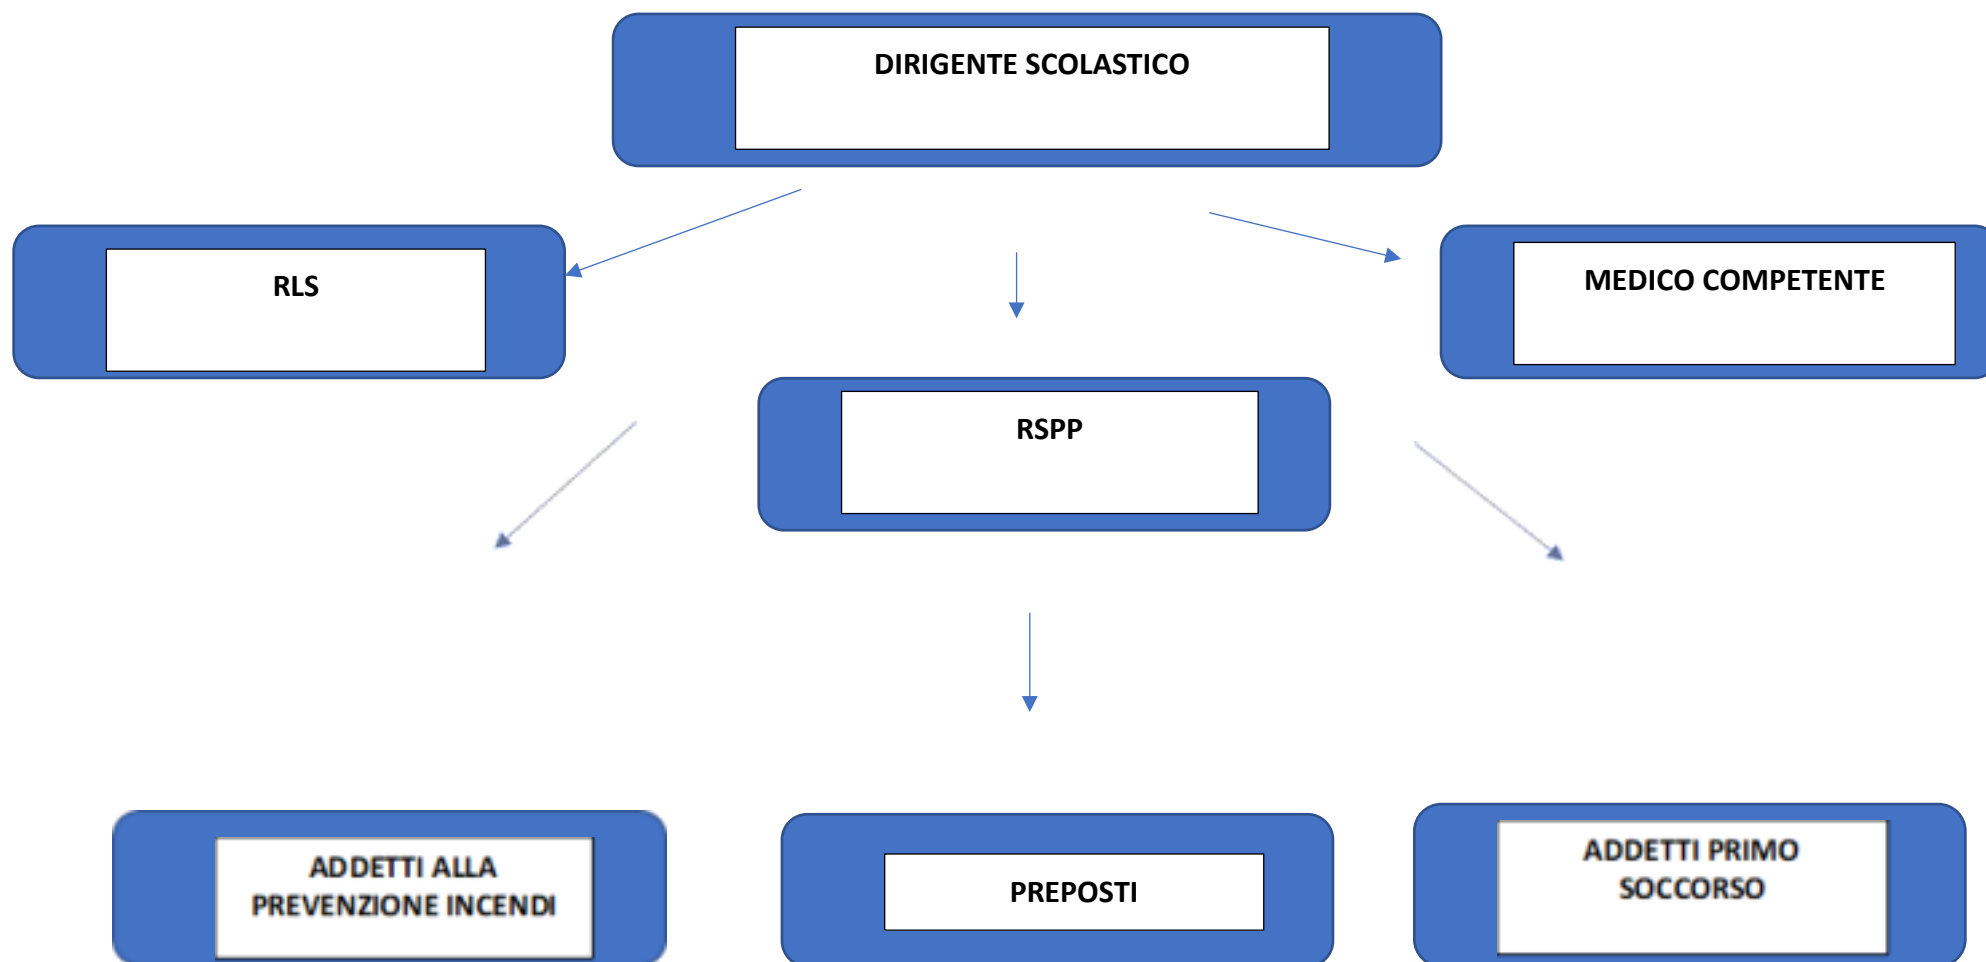 DIRIGENTE SCOLASTICO
RLS
MEDICO COMPETENTE
RSPP
ADDETTI ALLA
PREVENZIONE INCENDI
PREPOSTI
ADDETTI PRIMO
SOCCORSO